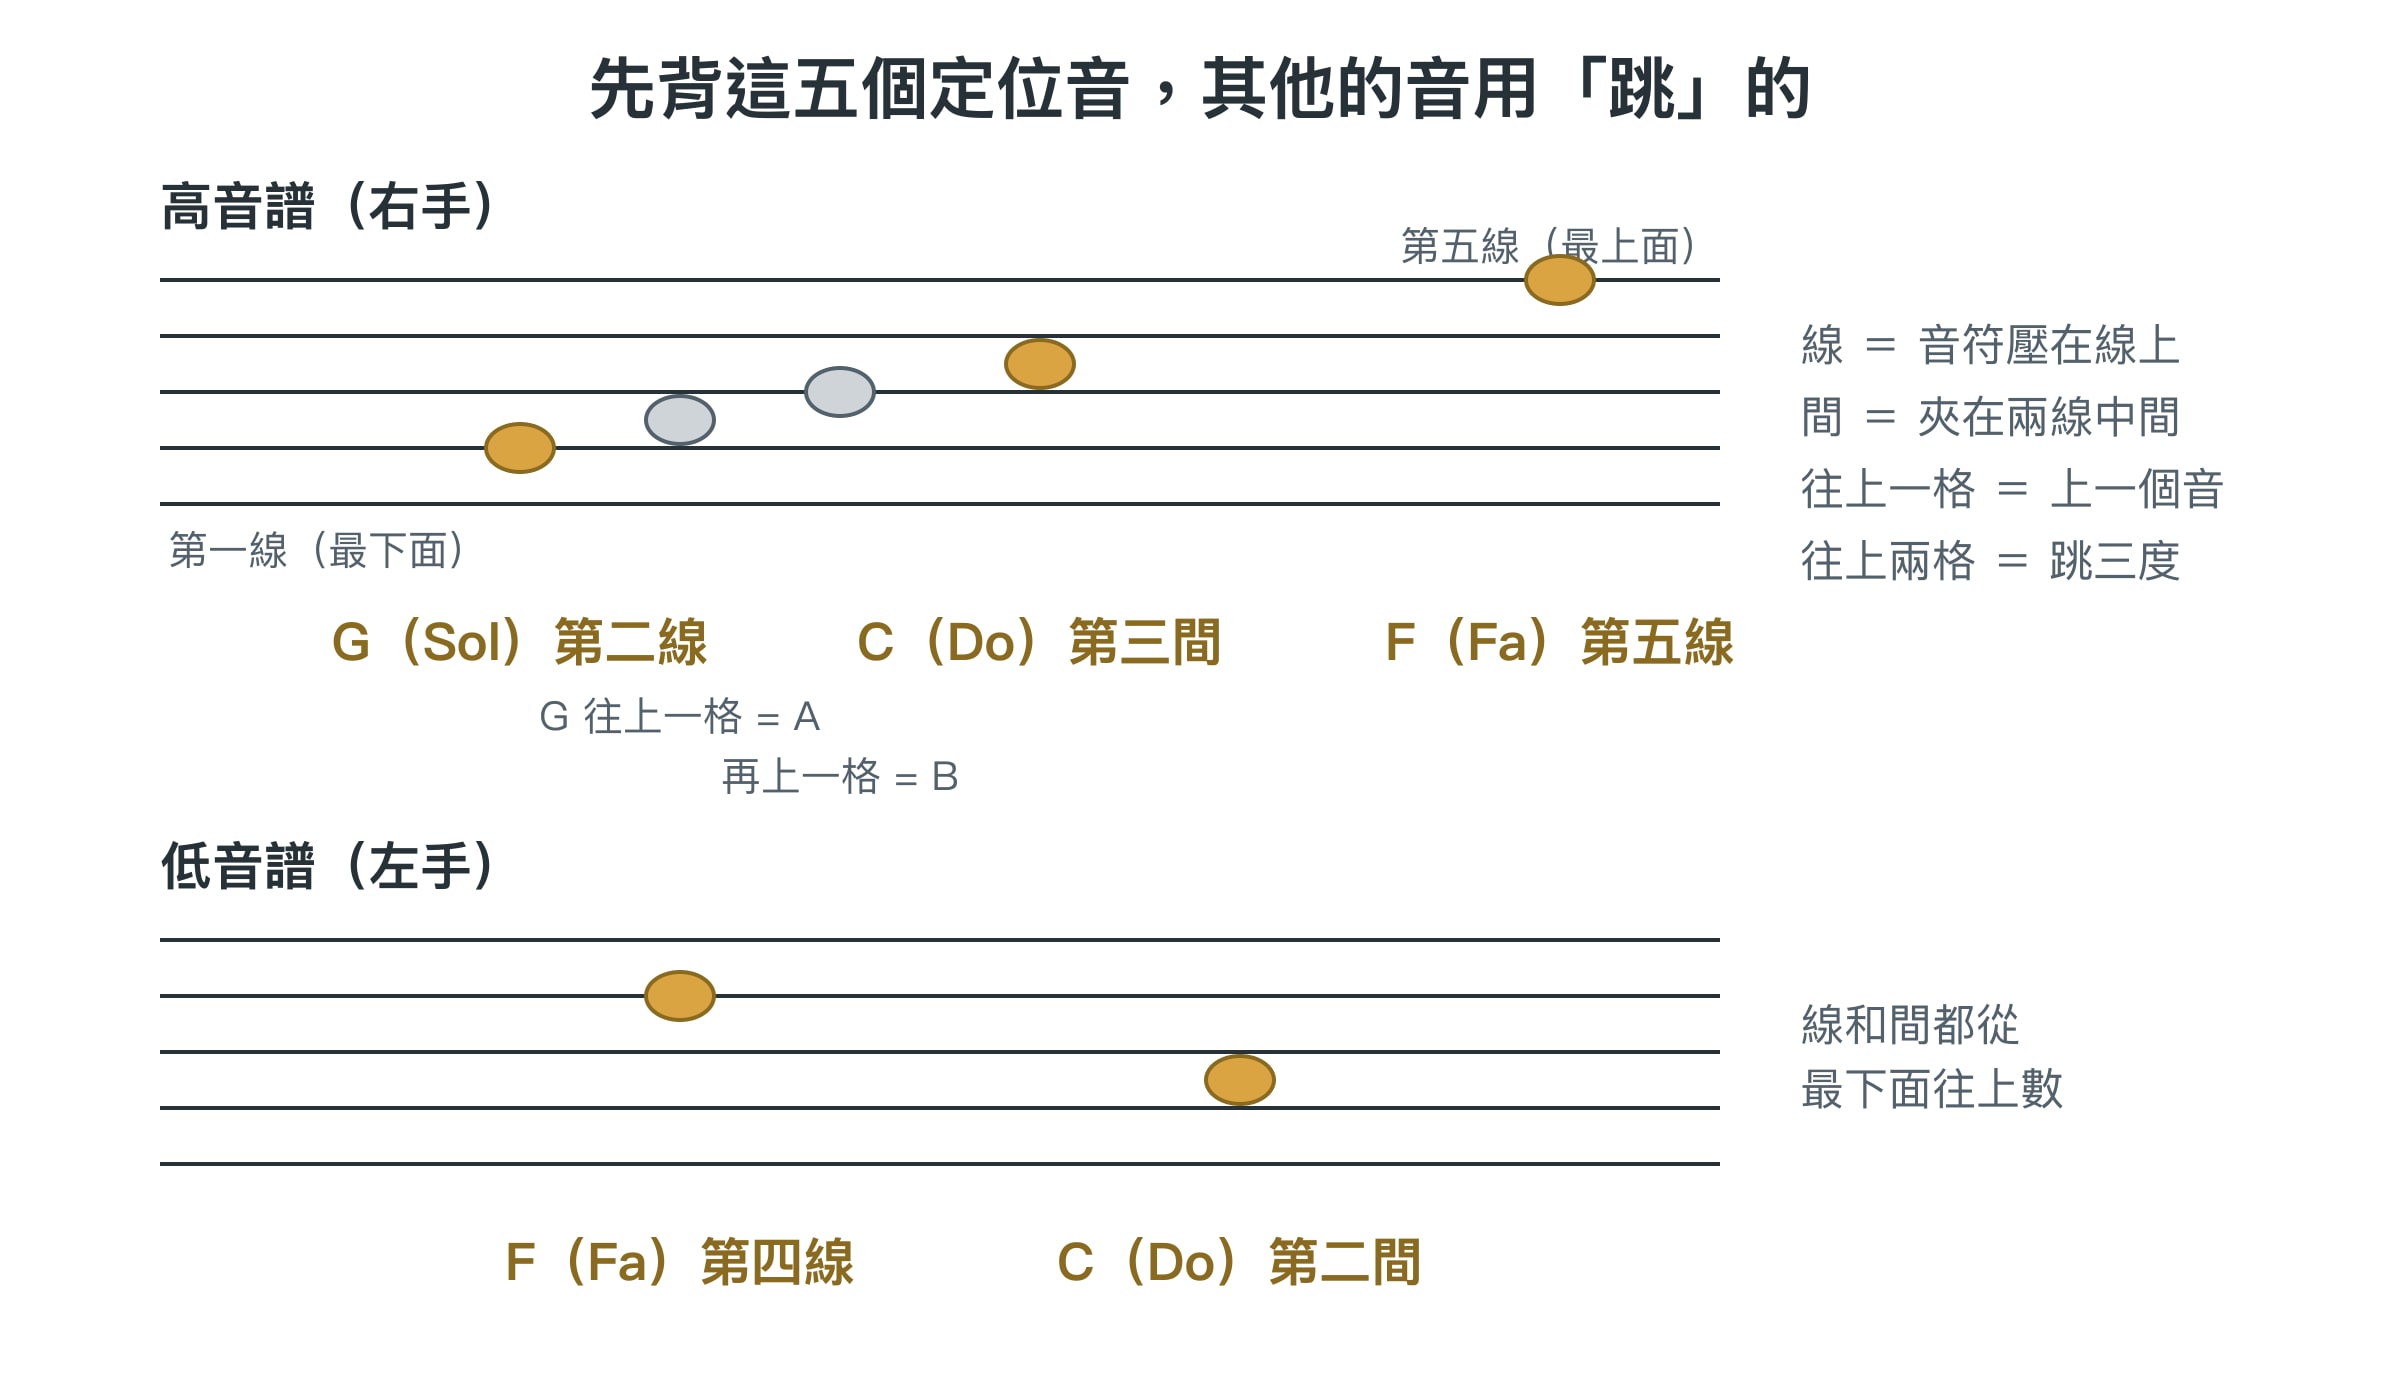 先背這五個定位音，其他的音用「跳」的
高音譜（右手）
第五線（最上面）
線 ＝ 音符壓在線上
間 ＝ 夾在兩線中間
往上一格 ＝ 上一個音
往上兩格 ＝ 跳三度
第一線（最下面）
G（Sol）第二線
C（Do）第三間
F（Fa）第五線
G 往上一格 = A
再上一格 = B
低音譜（左手）
線和間都從
最下面往上數
F（Fa）第四線
C（Do）第二間